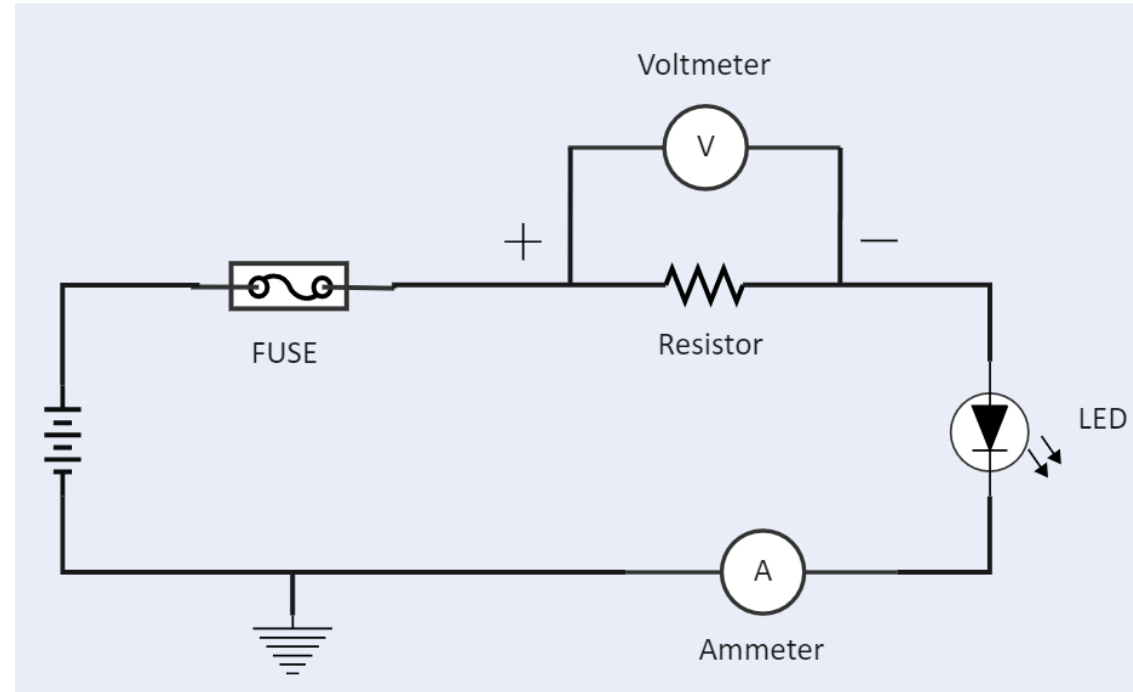 Voltmeter
V
+ −
FUSE
Resistor
LED
A
Ammeter